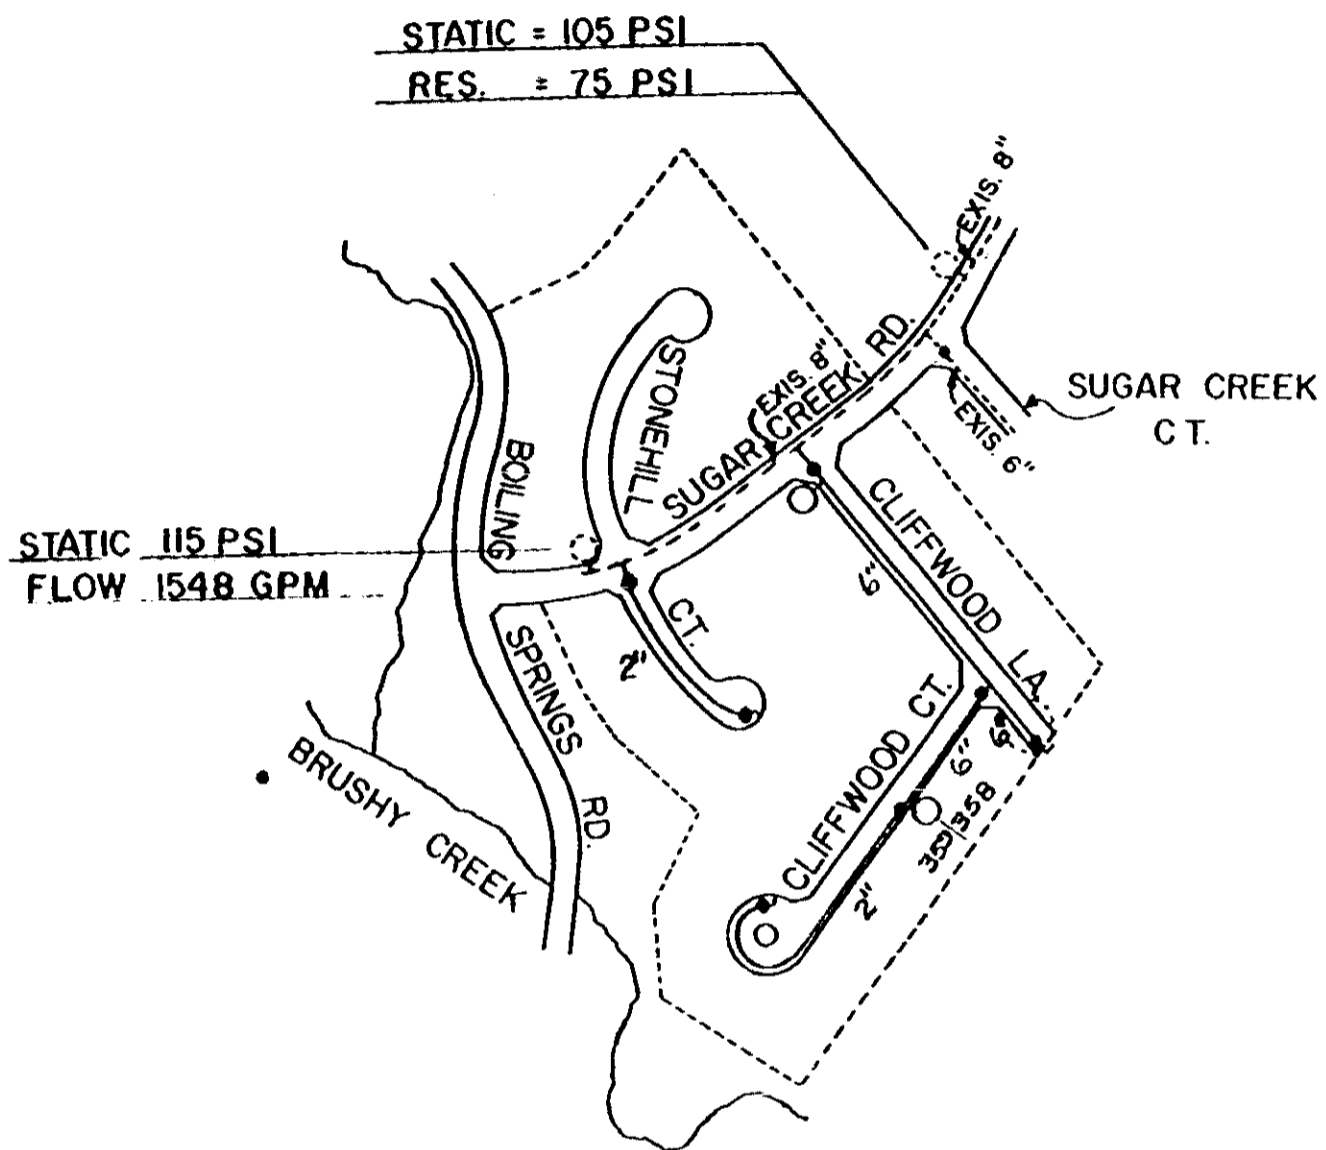 STATIC = 105 PSI
RES. = 75 PSI
EXIS. 8"
SUGAR CREEK
CT.
EXIS. 6"
EXIS. 8"
SUGAR CREEK RD.
STONEHILL
CT.
BOILING
SPRINGS
RD.
STATIC 115 PSI
FLOW 1548 GPM
CLIFFWOOD LA.
6"
2"
CLIFFWOOD CT.
6"
6"
358
2"
BRUSHY CREEK